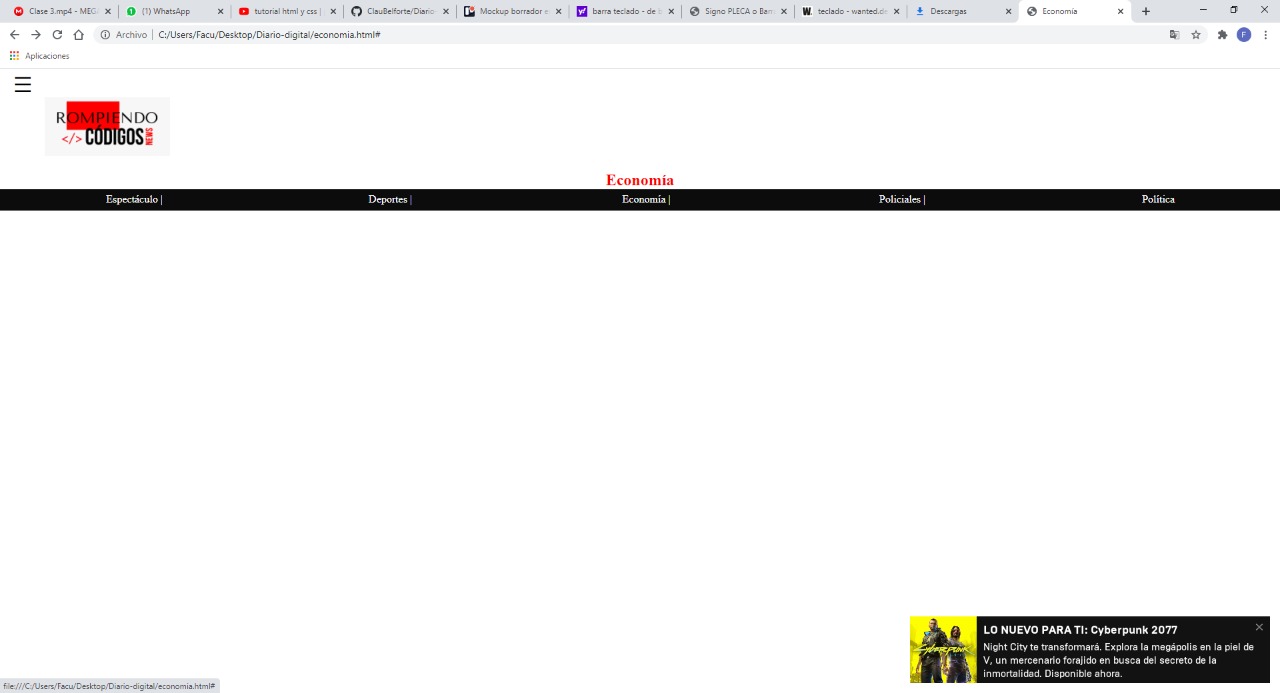 Clase 3.mp4 - MEGA
(1) WhatsApp
tutorial html y css |
ClauBelforte/Diario
Mockup borrador e
barra teclado - de b
Signo PLECA o Barr
teclado - wanted.de
Descargas
Economía
Archivo | C:/Users/Facu/Desktop/Diario-digital/economia.html#
F
Aplicaciones
ROMPIENDO
</> CÓDIGOS NEWS
Economía
Espectáculo | Deportes | Economía | Policiales | Política
LO NUEVO PARA TI: Cyberpunk 2077
Night City te transformará. Explora la megápolis en la piel de
V, un mercenario forajido en busca del secreto de la
inmortalidad. Disponible ahora.
CYBERPUNK
file:///C:/Users/Facu/Desktop/Diario-digital/economia.html#